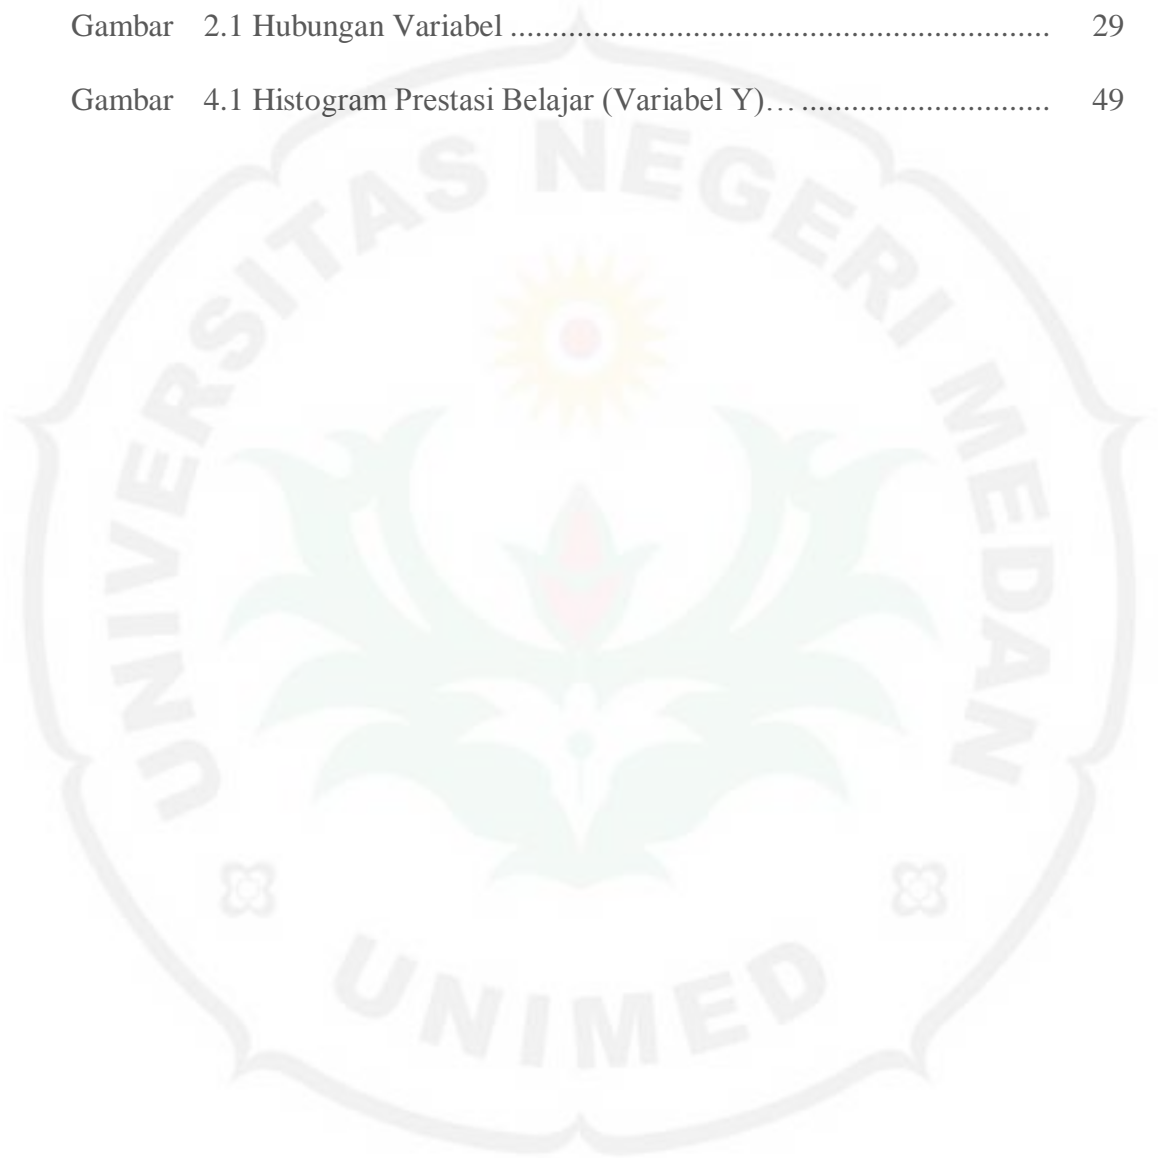 Gambar 2.1 Hubungan Variabel ................................................................. 29
Gambar 4.1 Histogram Prestasi Belajar (Variabel Y)… .............................. 49
UNIVERSITAS NEGERI MEDAN
UNIMED